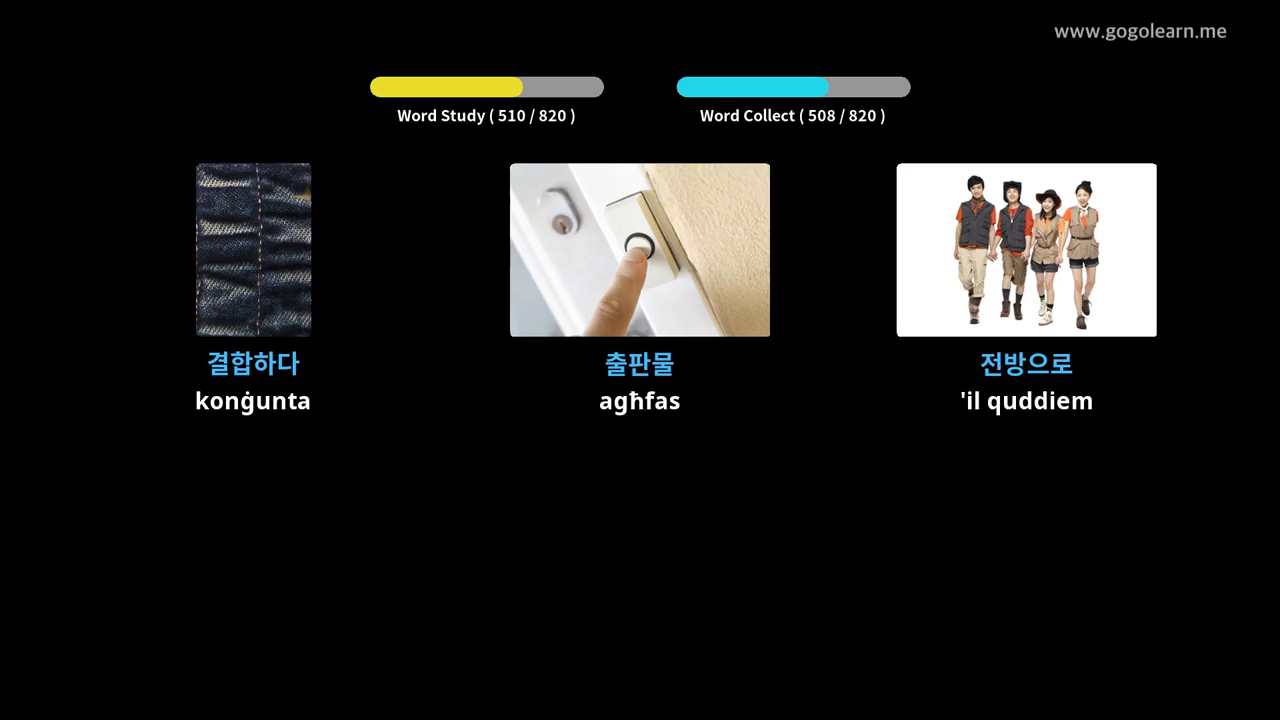 www.gogolearn.me
Word Study ( 510 / 820 )
Word Collect ( 508 / 820 )
결합하다
konġunta
출판물
agħfas
전방으로
'il quddiem